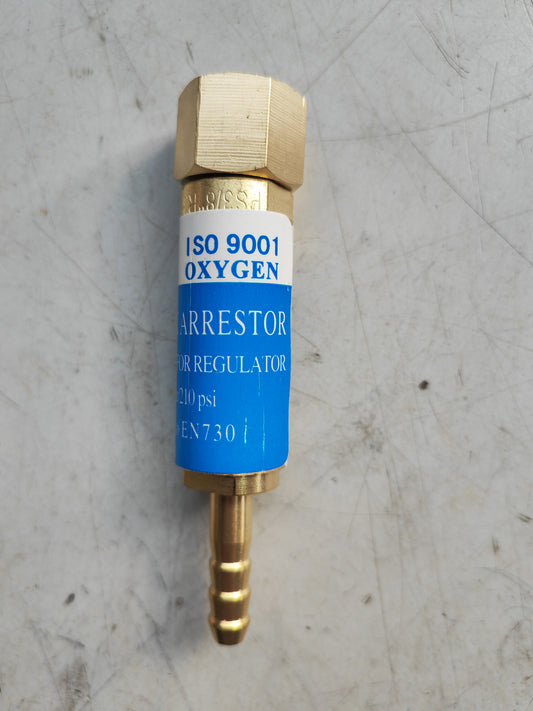 ISO 9001
OXYGEN
ARRESTOR
FOR REGULATOR
210 psi
EN730